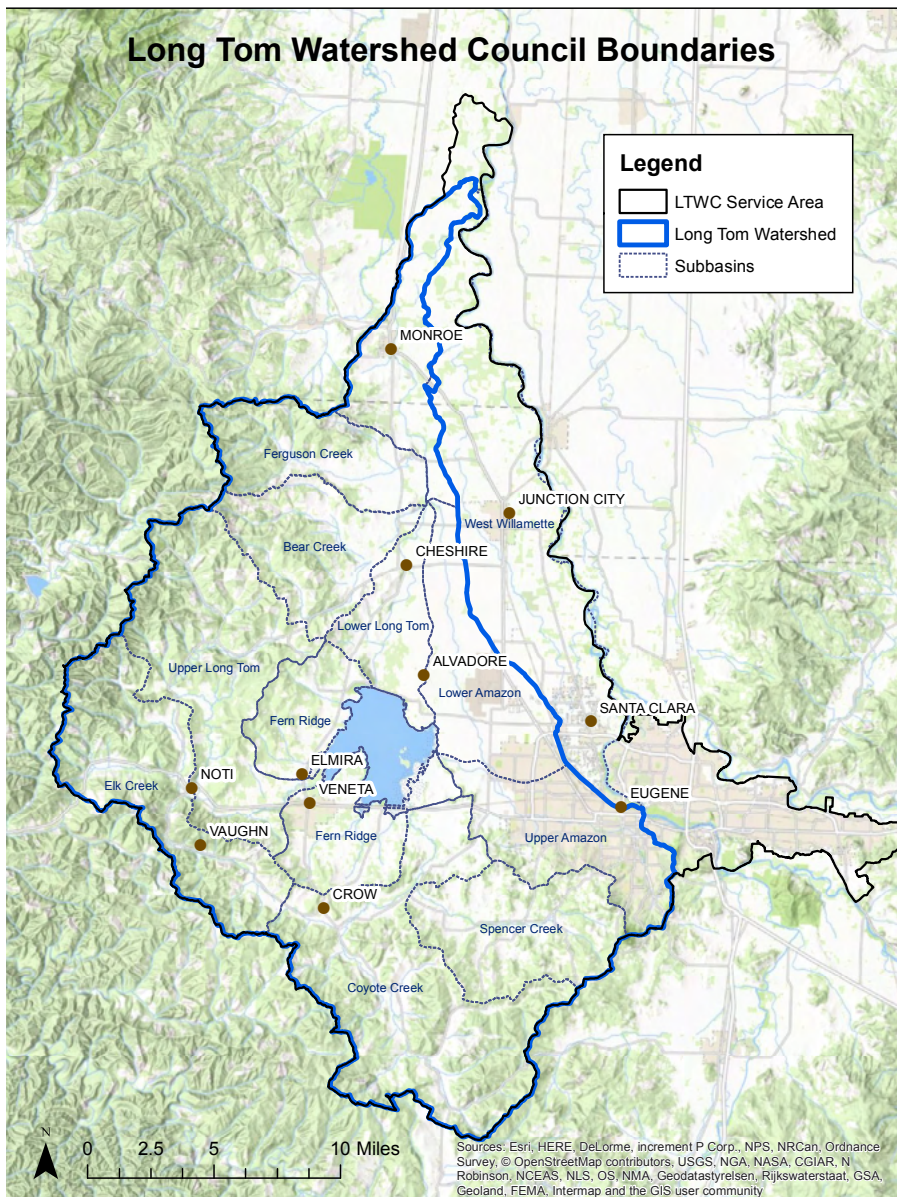 Long Tom Watershed Council Boundaries
Legend
LTWC Service Area
Long Tom Watershed
Subbasins
MONROE
Ferguson Creek
JUNCTION CITY
West Willamette
Bear Creek
CHESHIRE
Lower Long Tom
Upper Long Tom
ALVADORE
Lower Amazon
Fern Ridge
SANTA CLARA
ELMIRA
NOTI
Elk Creek
VENETA
EUGENE
VAUGHN
Fern Ridge
Upper Amazon
CROW
Spencer Creek
Coyote Creek
N
0 2.5 5 10 Miles
Sources: Esri, HERE, DeLorme, increment P Corp., NPS, NRCan, Ordnance
Survey, © OpenStreetMap contributors, USGS, NGA, NASA, CGIAR, N
Robinson, NCEAS, NLS, OS, NMA, Geodatastyrelsen, Rijkswaterstaat, GSA,
Geoland, FEMA, Intermap and the GIS user community